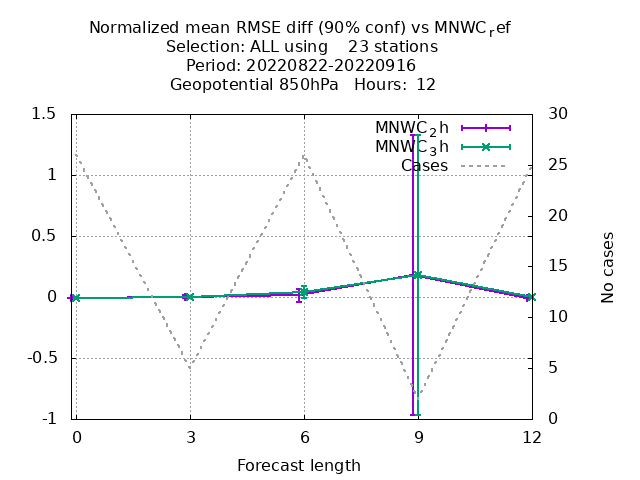 Normalized mean RMSE diff (90% conf) vs MNWC_ref
Selection: ALL using    23 stations
Period: 20220822-20220916
Geopotential 850hPa   Hours: 12
MNWC_2h
MNWC_3h
Cases
1.5
1
0.5
0
-0.5
-1
30
25
20
15
10
5
0
No cases
0 3 6 9 12
Forecast length